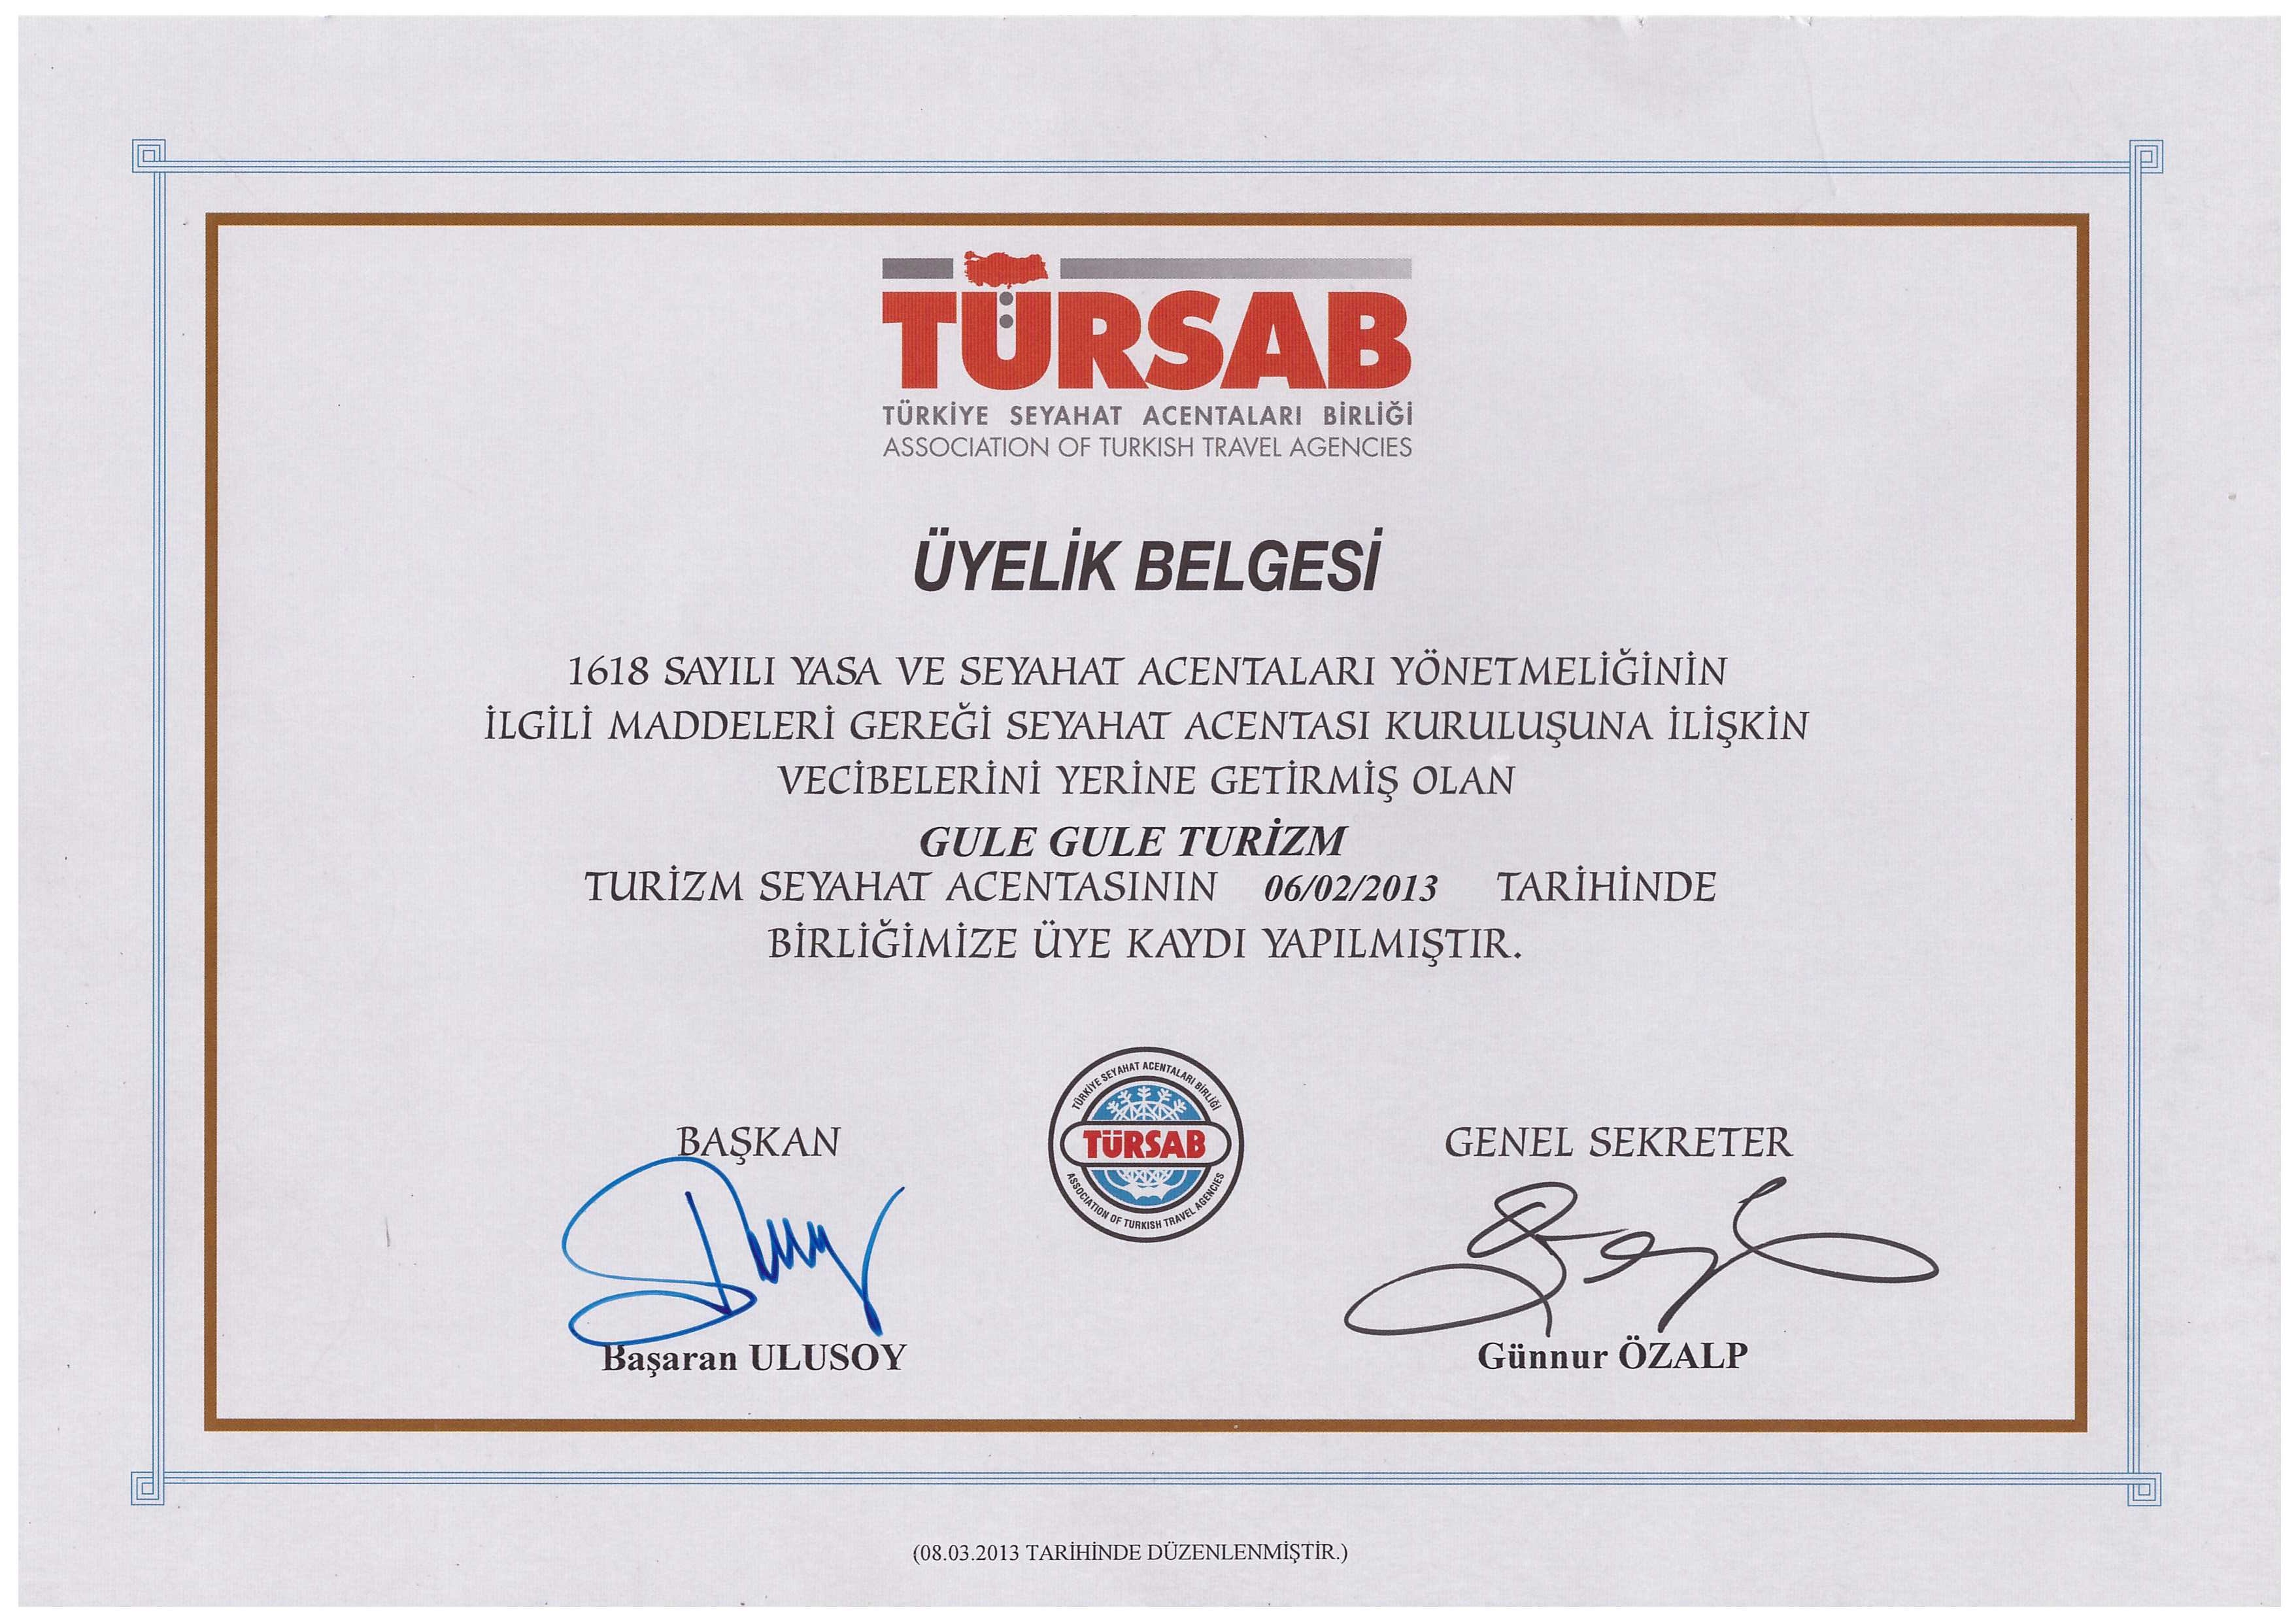 TÜRSAB
TÜRKİYE SEYAHAT ACENTALARI BİRLİĞİ
ASSOCIATION OF TURKISH TRAVEL AGENCIES
ÜYELİK BELGESİ
1618 SAYILI YASA VE SEYAHAT ACENTALARI YÖNETMELİĞİNİN
İLGİLİ MADDELERİ GEREĞİ SEYAHAT ACENTASI KURULUŞUNA İLİŞKİN
VECİBELERİNİ YERİNE GETİRMİŞ OLAN
GULE GULE TURİZM
TURİZM SEYAHAT ACENTASININ 06/02/2013 TARİHİNDE
BİRLİĞİMİZE ÜYE KAYDI YAPILMIŞTIR.
TÜRKİYE SEYAHAT ACENTALARI BİRLİĞİ
TÜRSAB
ASSOCIATION OF TURKISH TRAVEL AGENCIES
BAŞKAN
Başaran ULUSOY
GENEL SEKRETER
Günnur ÖZALP
(08.03.2013 TARİHİNDE DÜZENLENMİŞTİR.)